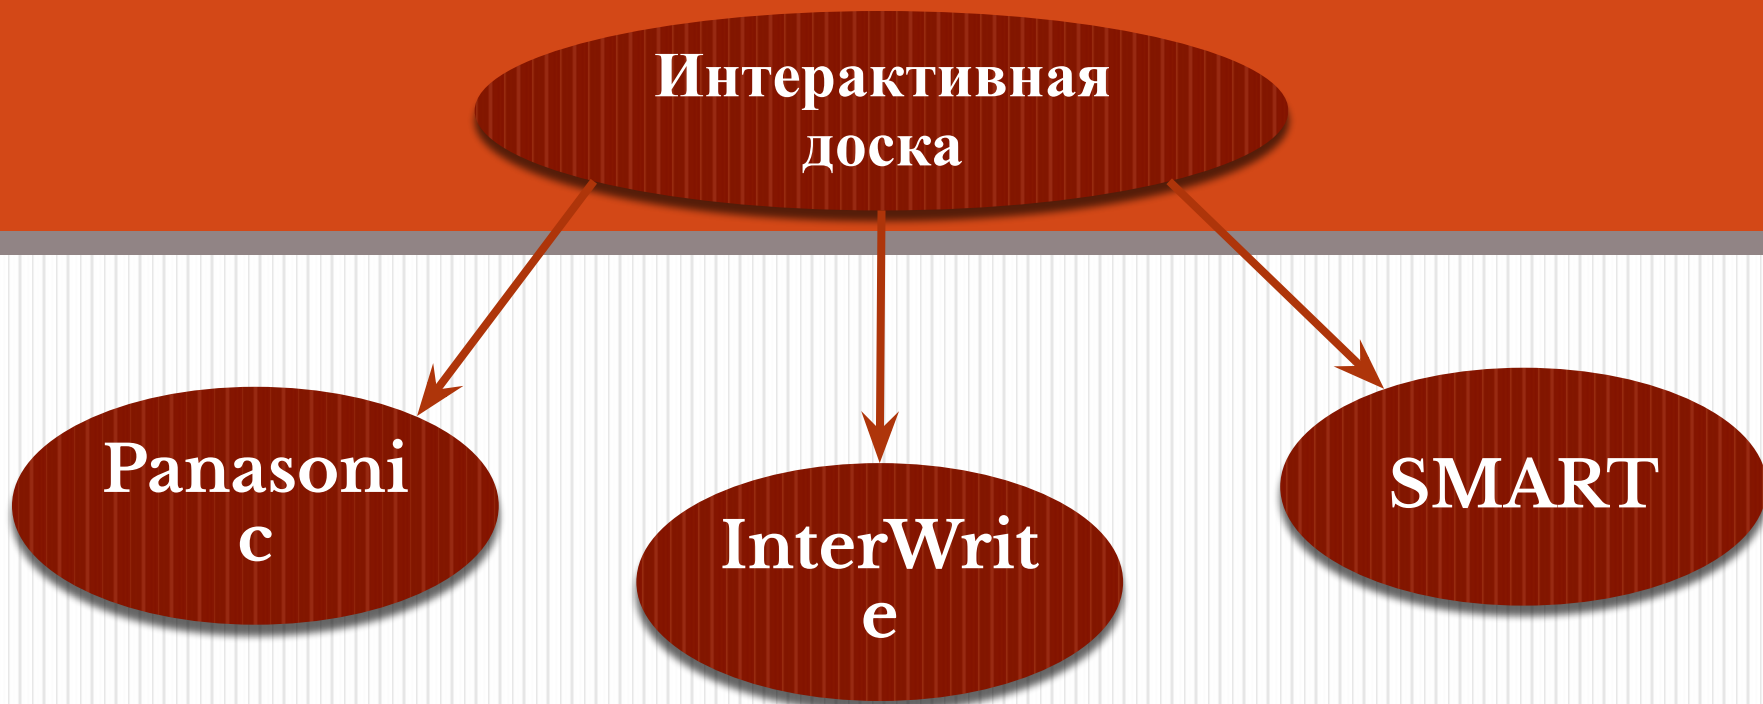 Интерактивная
доска
Panasoni
c
InterWrit
e
SMART